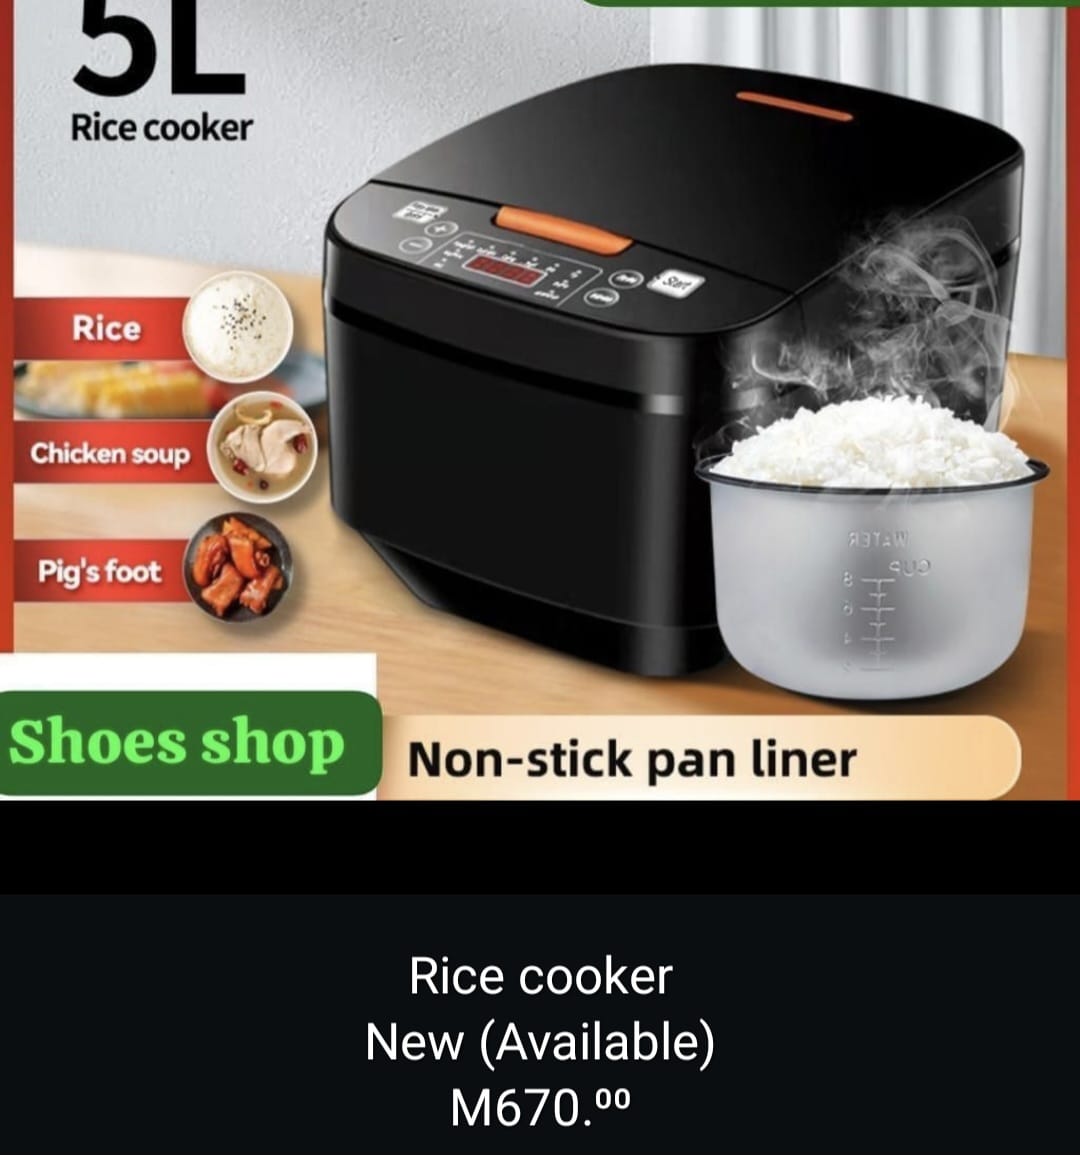 5L
Rice cooker
Start
Rice
Chicken soup
Pig's foot
WATER
CUP
8
6
4
2
Shoes shop
Non-stick pan liner
Rice cooker
New (Available)
M670.⁰⁰